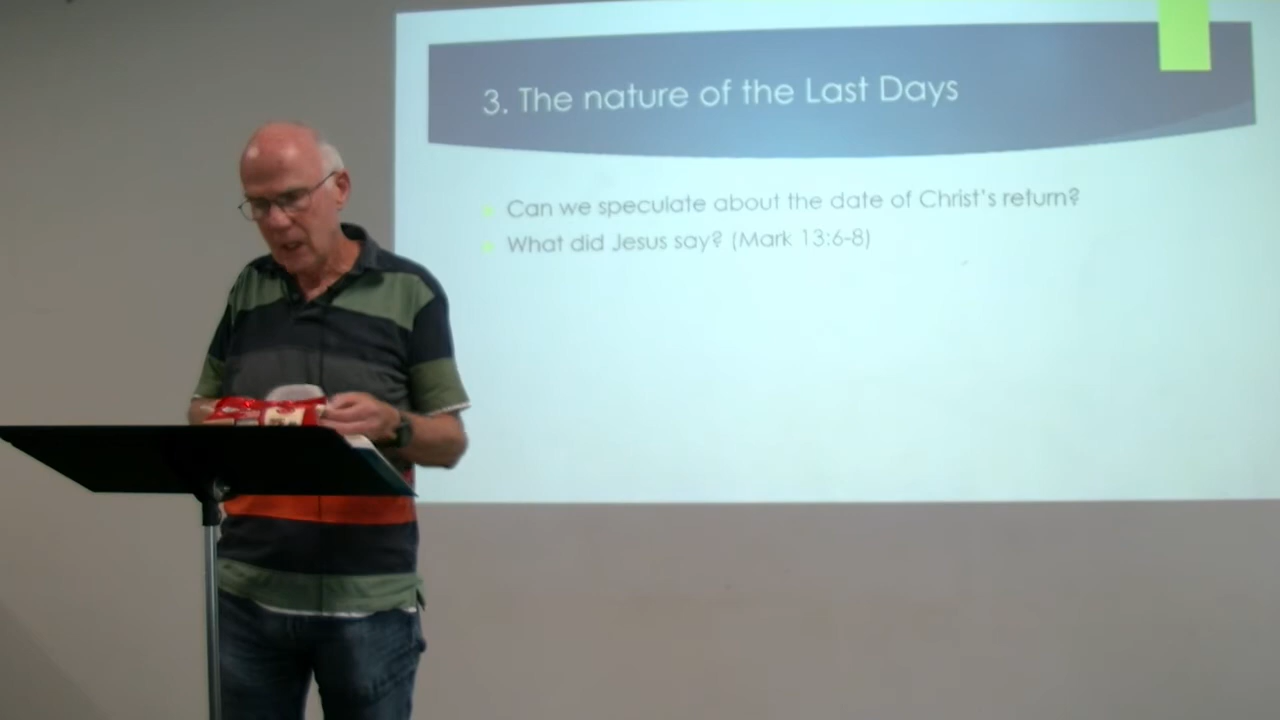 3. The nature of the Last Days
Can we speculate about the date of Christ's return?
What did Jesus say? (Mark 13:6-8)